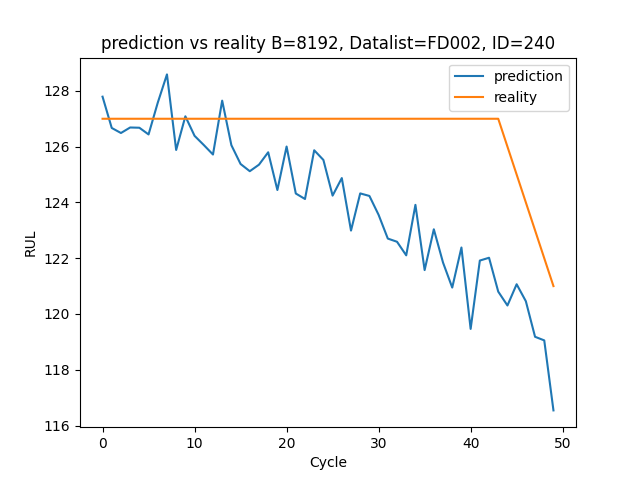 prediction vs reality B=8192, Datalist=FD002, ID=240
prediction
reality
128
126
124
122
120
118
116
RUL
0 10 20 30 40 50
Cycle